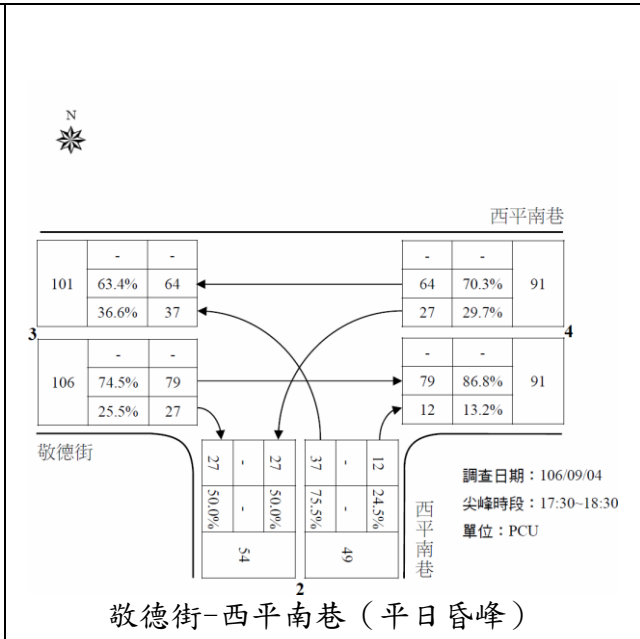 N
西平南巷
101 - -
63.4% 64
36.6% 37
- - 91
64 70.3%
27 29.7%
3
4
106 - -
74.5% 79
25.5% 27
- - 91
79 86.8%
12 13.2%
敬德街
27 - 27
50.0% - 50.0%
54
37 - 12
75.5% - 24.5%
49
西平南巷
調查日期：106/09/04
尖峰時段：17:30~18:30
單位：PCU
2
敬德街-西平南巷（平日昏峰）